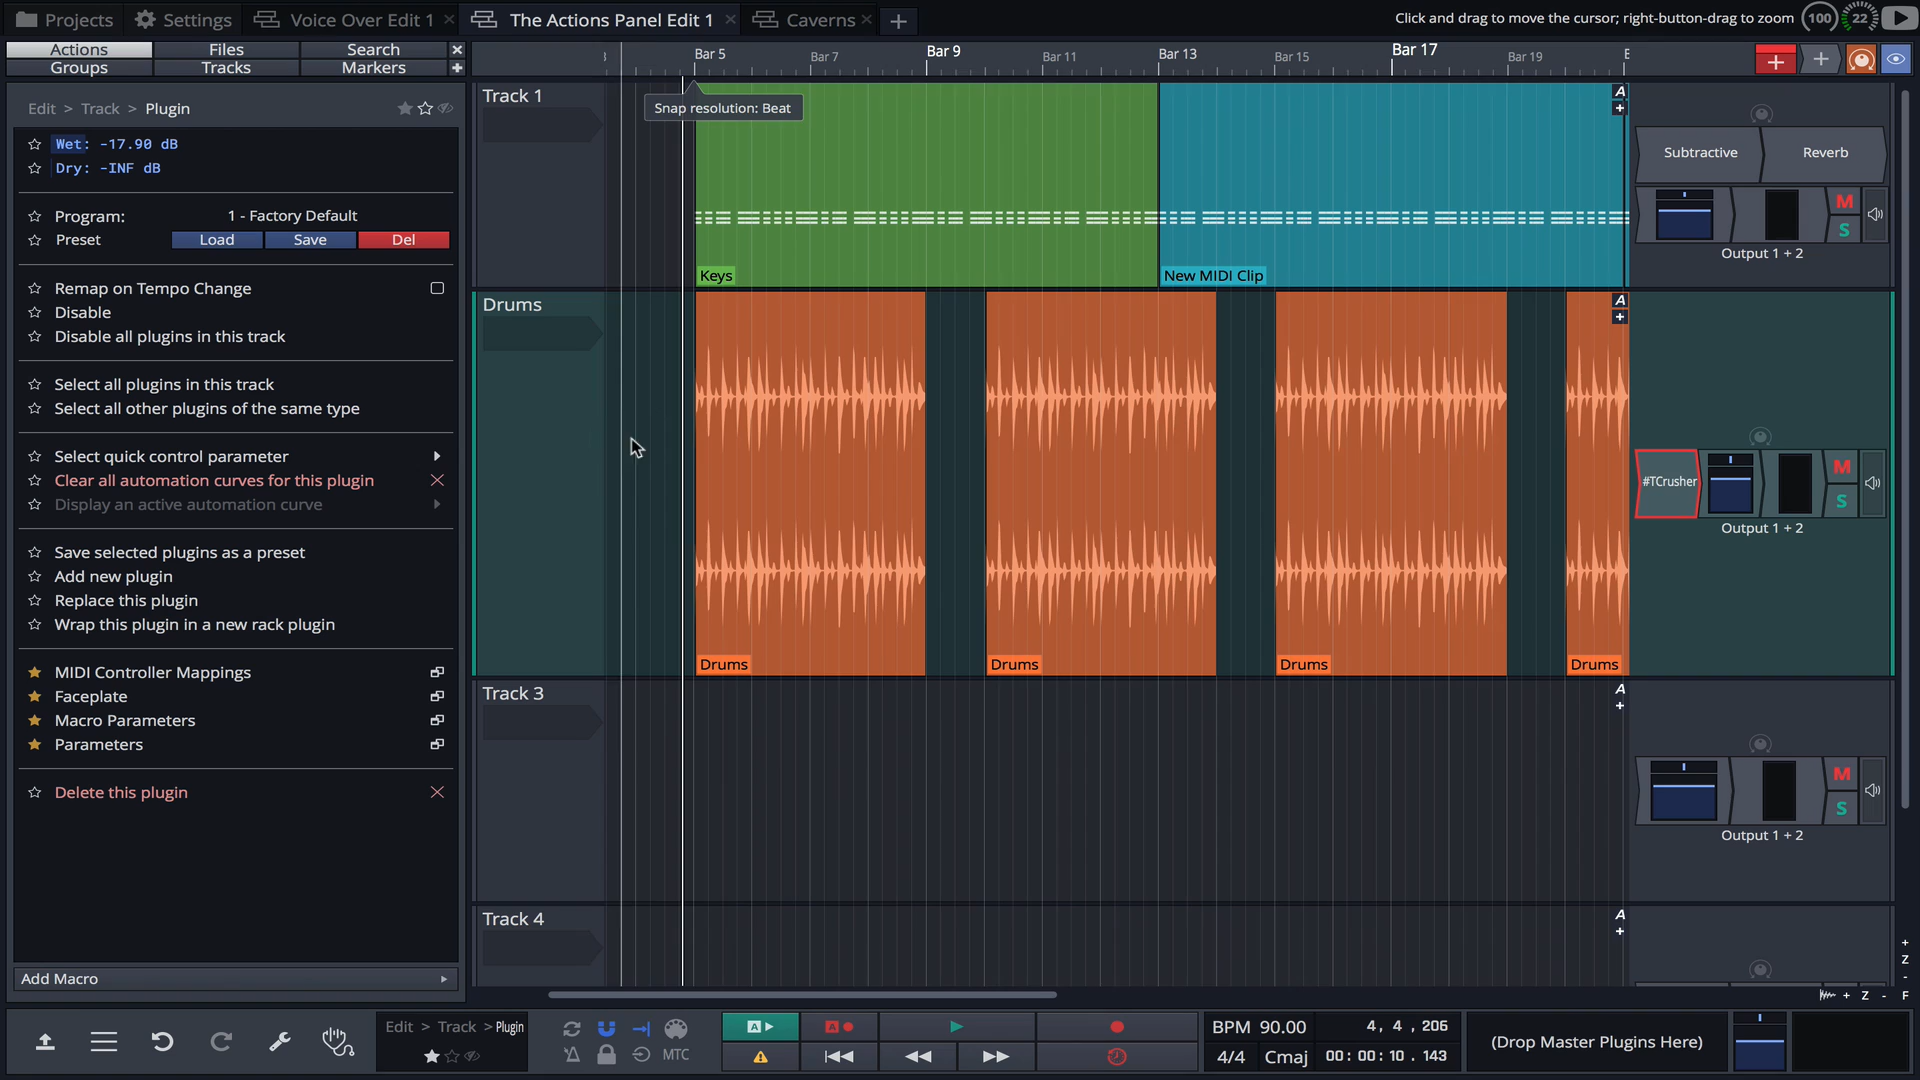 Projects
Settings
Voice Over Edit 1
The Actions Panel Edit 1
Caverns
Click and drag to move the cursor; right-button-drag to zoom
100
22
Actions
Files
Search
Groups
Tracks
Markers
Edit > Track > Plugin
Wet: -17.90 dB
Dry: -INF dB
Program: 1 - Factory Default
Preset Load Save Del
Remap on Tempo Change
Disable
Disable all plugins in this track
Select all plugins in this track
Select all other plugins of the same type
Select quick control parameter
Clear all automation curves for this plugin
Display an active automation curve
Save selected plugins as a preset
Add new plugin
Replace this plugin
Wrap this plugin in a new rack plugin
MIDI Controller Mappings
Faceplate
Macro Parameters
Parameters
Delete this plugin
Add Macro
Bar 5
Bar 7
Bar 9
Bar 11
Bar 13
Bar 15
Bar 17
Bar 19
Snap resolution: Beat
Track 1
Keys
New MIDI Clip
A
Subtractive
Reverb
M
S
Output 1 + 2
Drums
Drums
Drums
Drums
Drums
A
#TCrusher
M
S
Output 1 + 2
Track 3
A
M
S
Output 1 + 2
Track 4
A
+
Z
-
+ Z - F
Edit > Track > Plugin
MTC
A
A
BPM 90.00
4, 4 , 206
4/4
Cmaj
00: 00: 10 . 143
(Drop Master Plugins Here)